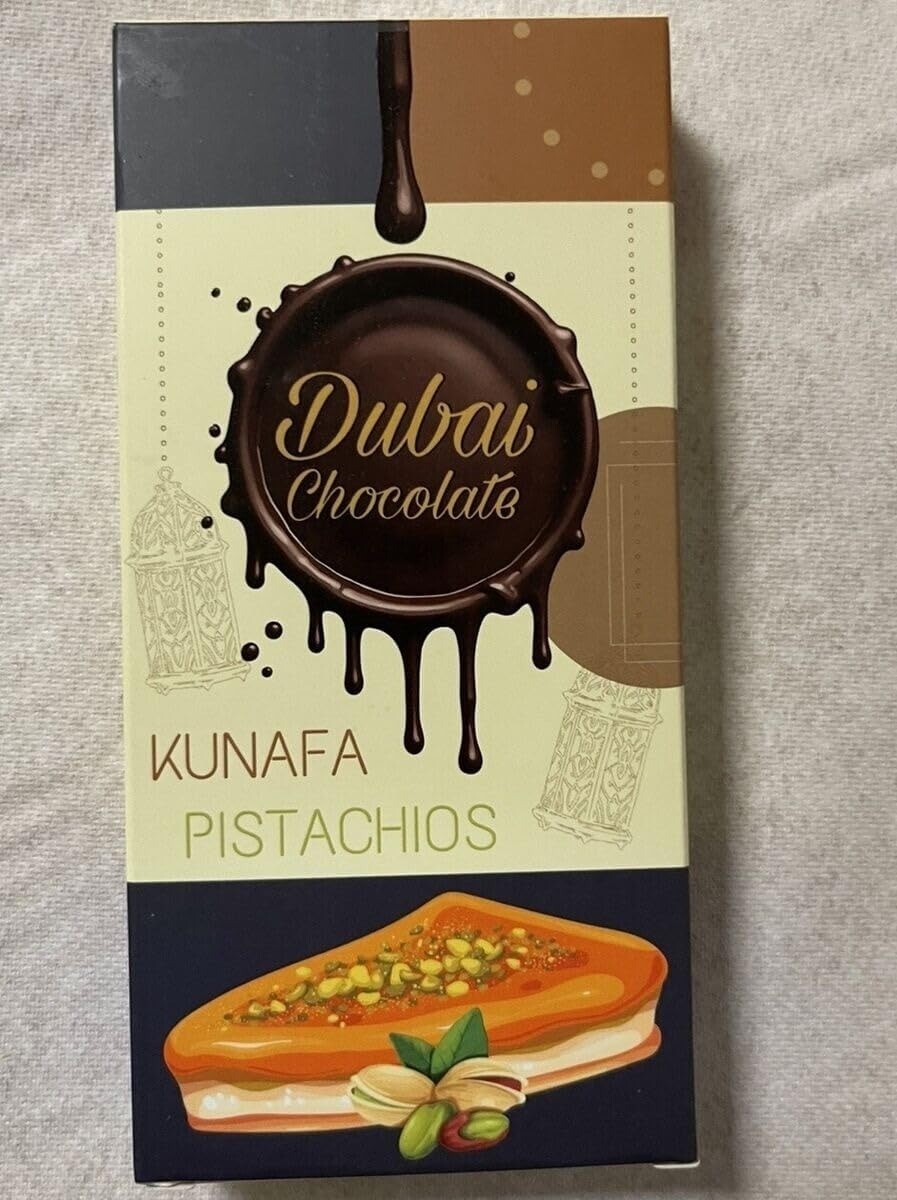 Dubai
Chocolate
KUNAFA
PISTACHIOS